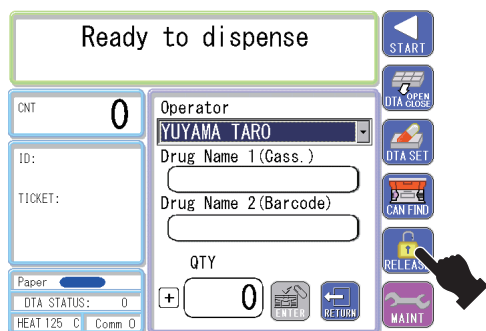 Ready to dispense
START
DTA OPEN
CLOSE
CNT 0
Operator
YUYAMA TARO
DTA SET
ID:
TICKET:
Drug Name 1(Cass.)
CAN FIND
Drug Name 2(Barcode)
RELEAS
QTY
+ 0 ENTER RETURN
Paper
DTA STATUS: 0
HEAT 125 C Comm O
MAINT